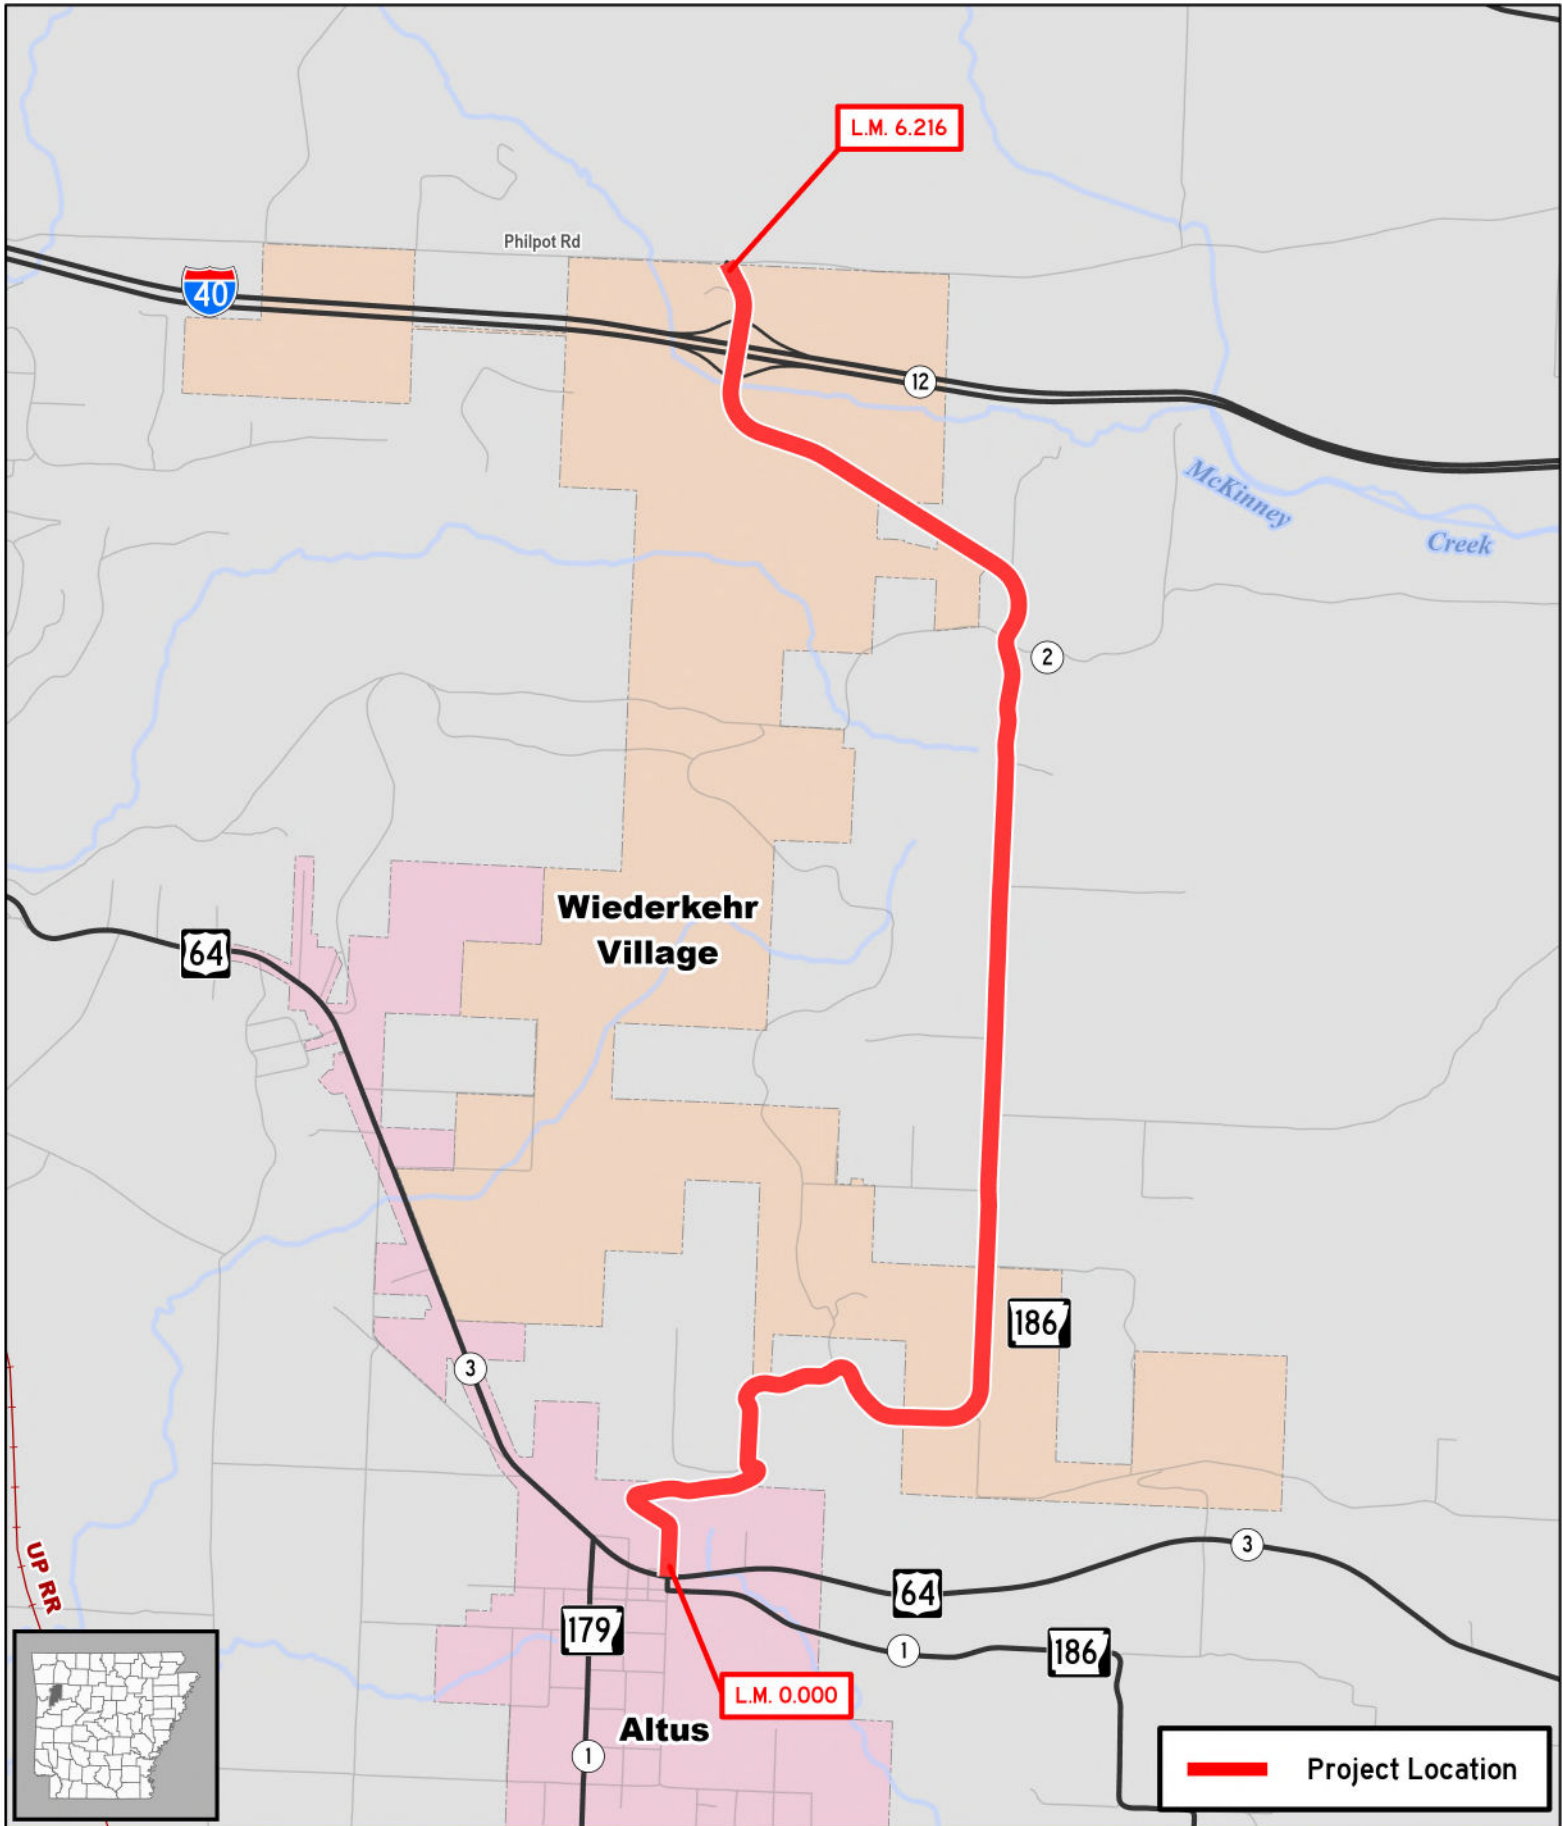 L.M. 6.216
Philpot Rd
40
12
McKinney
Creek
2
Wiederkehr
Village
64
186
3
3
64
UP RR
179
1
186
L.M. 0.000
Altus
1
Project Location